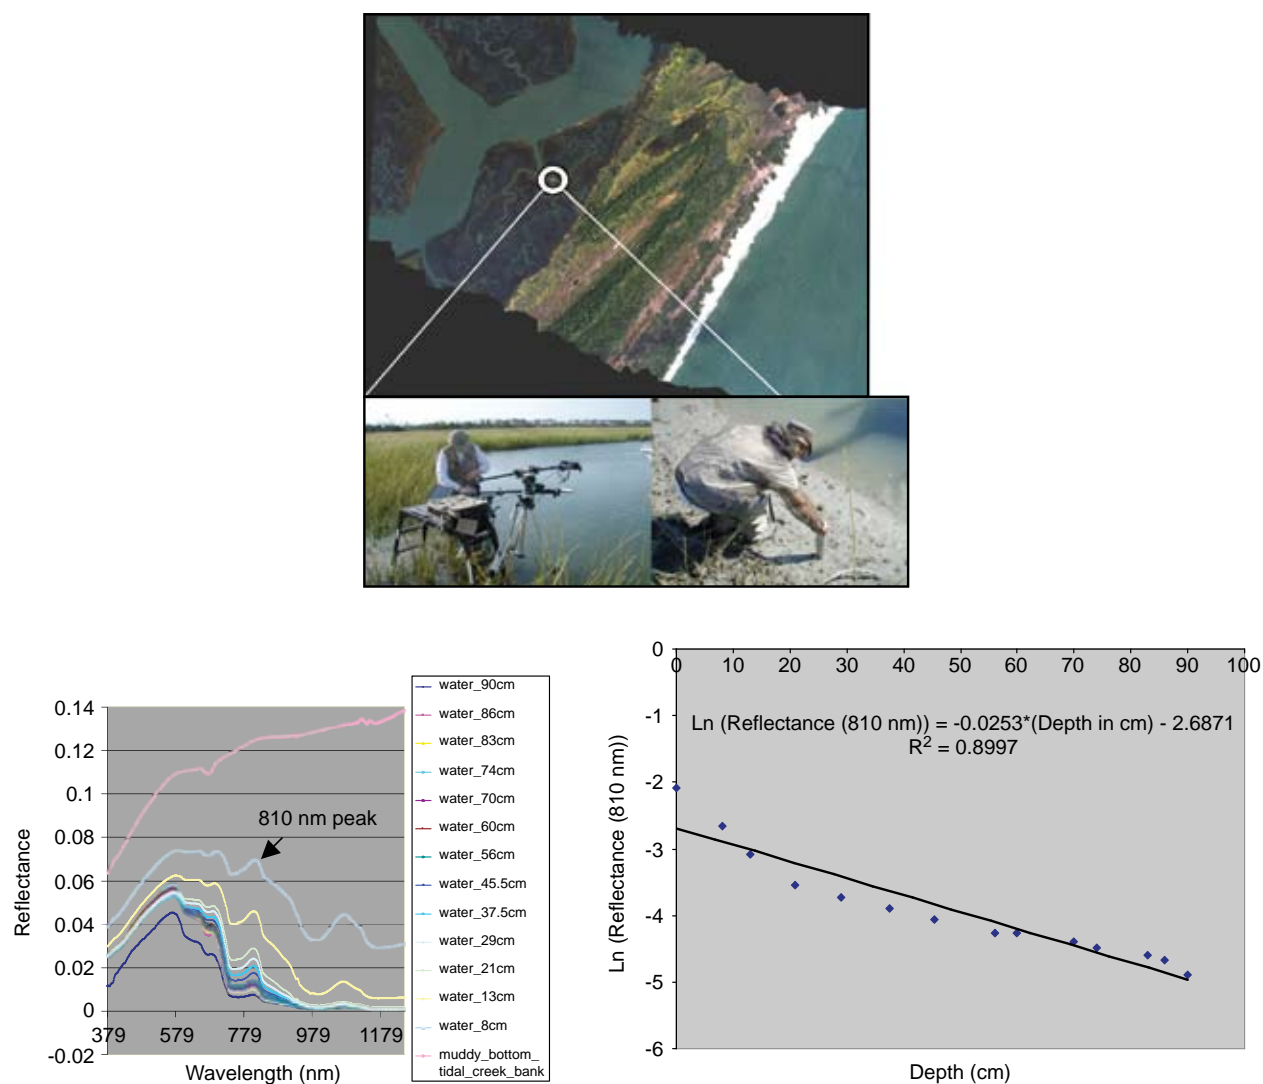 0.14
0.12
0.1
0.08
0.06
0.04
0.02
0
-0.02
379 579 779 979 1179
Reflectance
Wavelength (nm)
810 nm peak
water_90cm
water_86cm
water_83cm
water_74cm
water_70cm
water_60cm
water_56cm
water_45.5cm
water_37.5cm
water_29cm
water_21cm
water_13cm
water_8cm
muddy_bottom_
tidal_creek_bank
0
-1
-2
-3
-4
-5
-6
0 10 20 30 40 50 60 70 80 90 100
Ln (Reflectance (810 nm))
Ln (Reflectance (810 nm)) = -0.0253*(Depth in cm) - 2.6871
R² = 0.8997
Depth (cm)